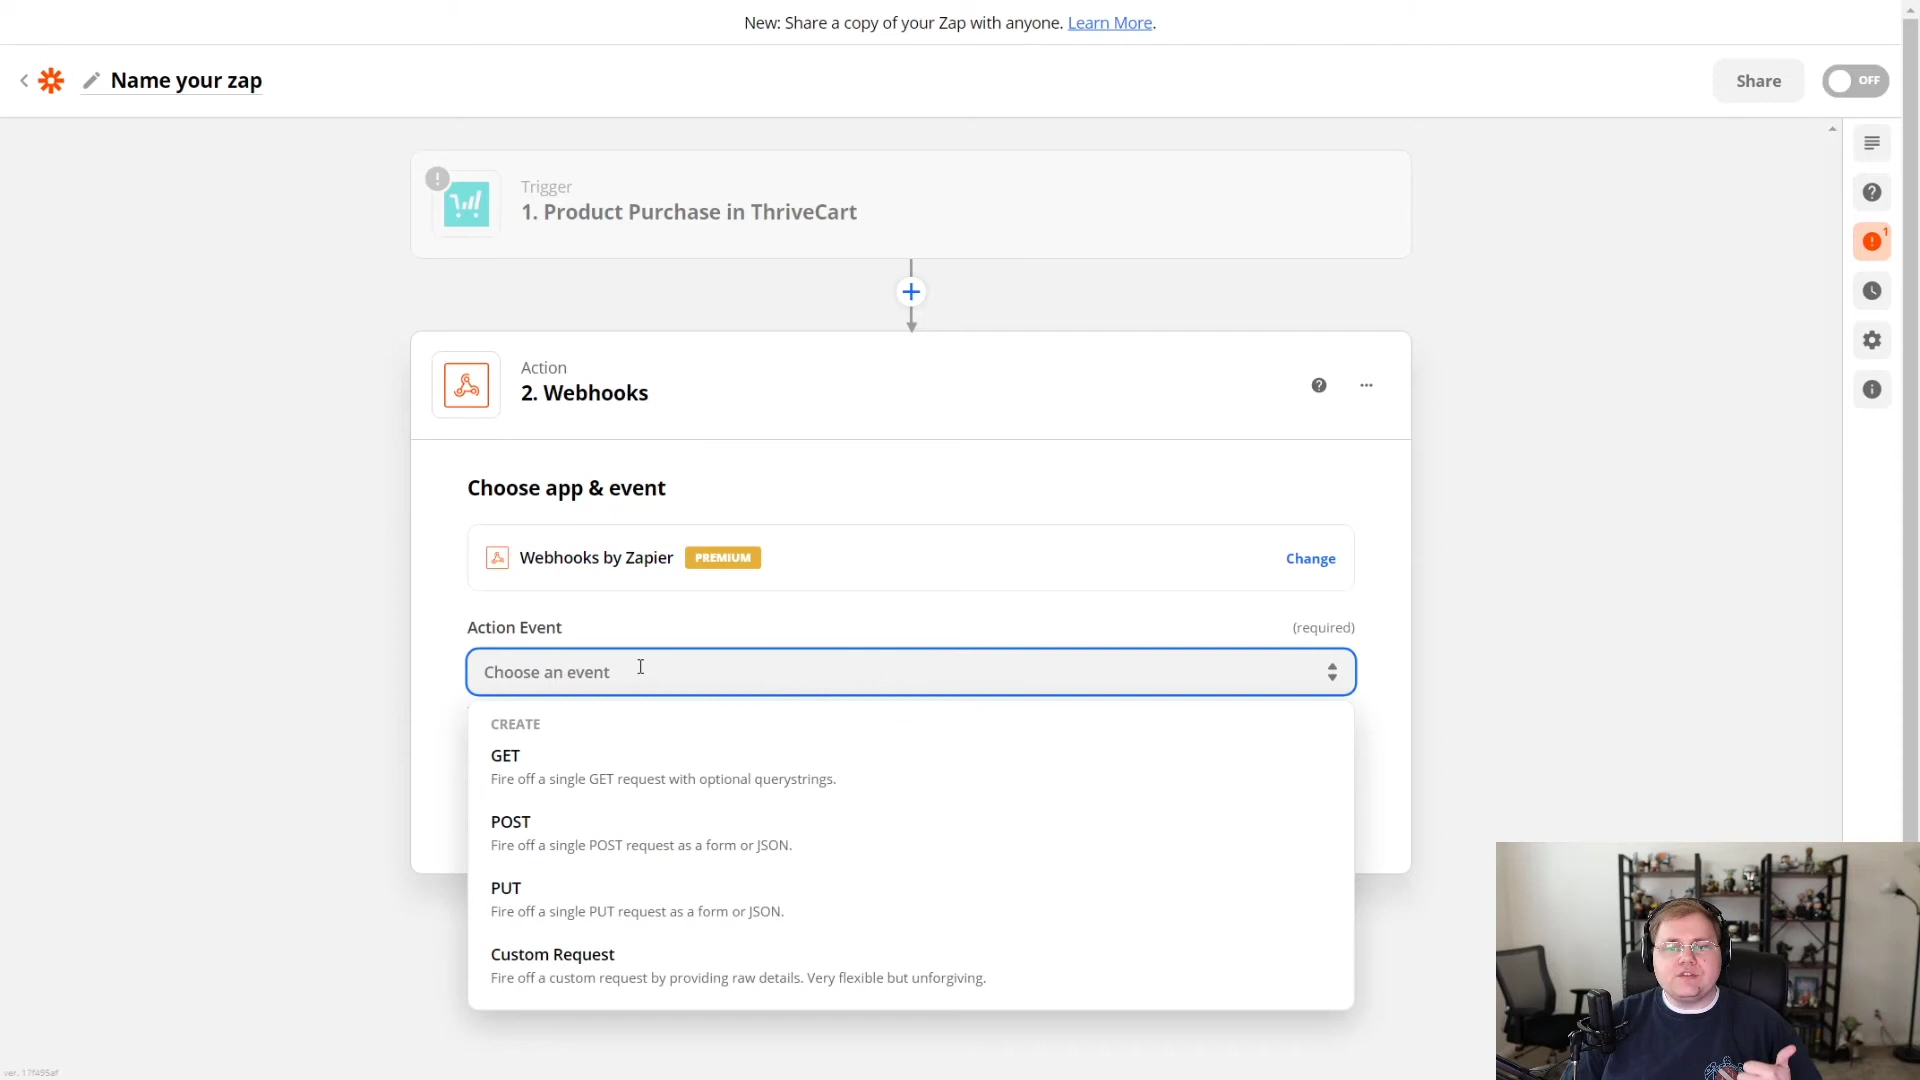 New: Share a copy of your Zap with anyone. Learn More.
Name your zap
Share
OFF
Trigger
1. Product Purchase in ThriveCart
1
Action
2. Webhooks
Choose app & event
Webhooks by Zapier PREMIUM
Change
Action Event
(required)
Choose an event
CREATE
GET
Fire off a single GET request with optional querystrings.
POST
Fire off a single POST request as a form or JSON.
PUT
Fire off a single PUT request as a form or JSON.
Custom Request
Fire off a custom request by providing raw details. Very flexible but unforgiving.
ver. 17f495af